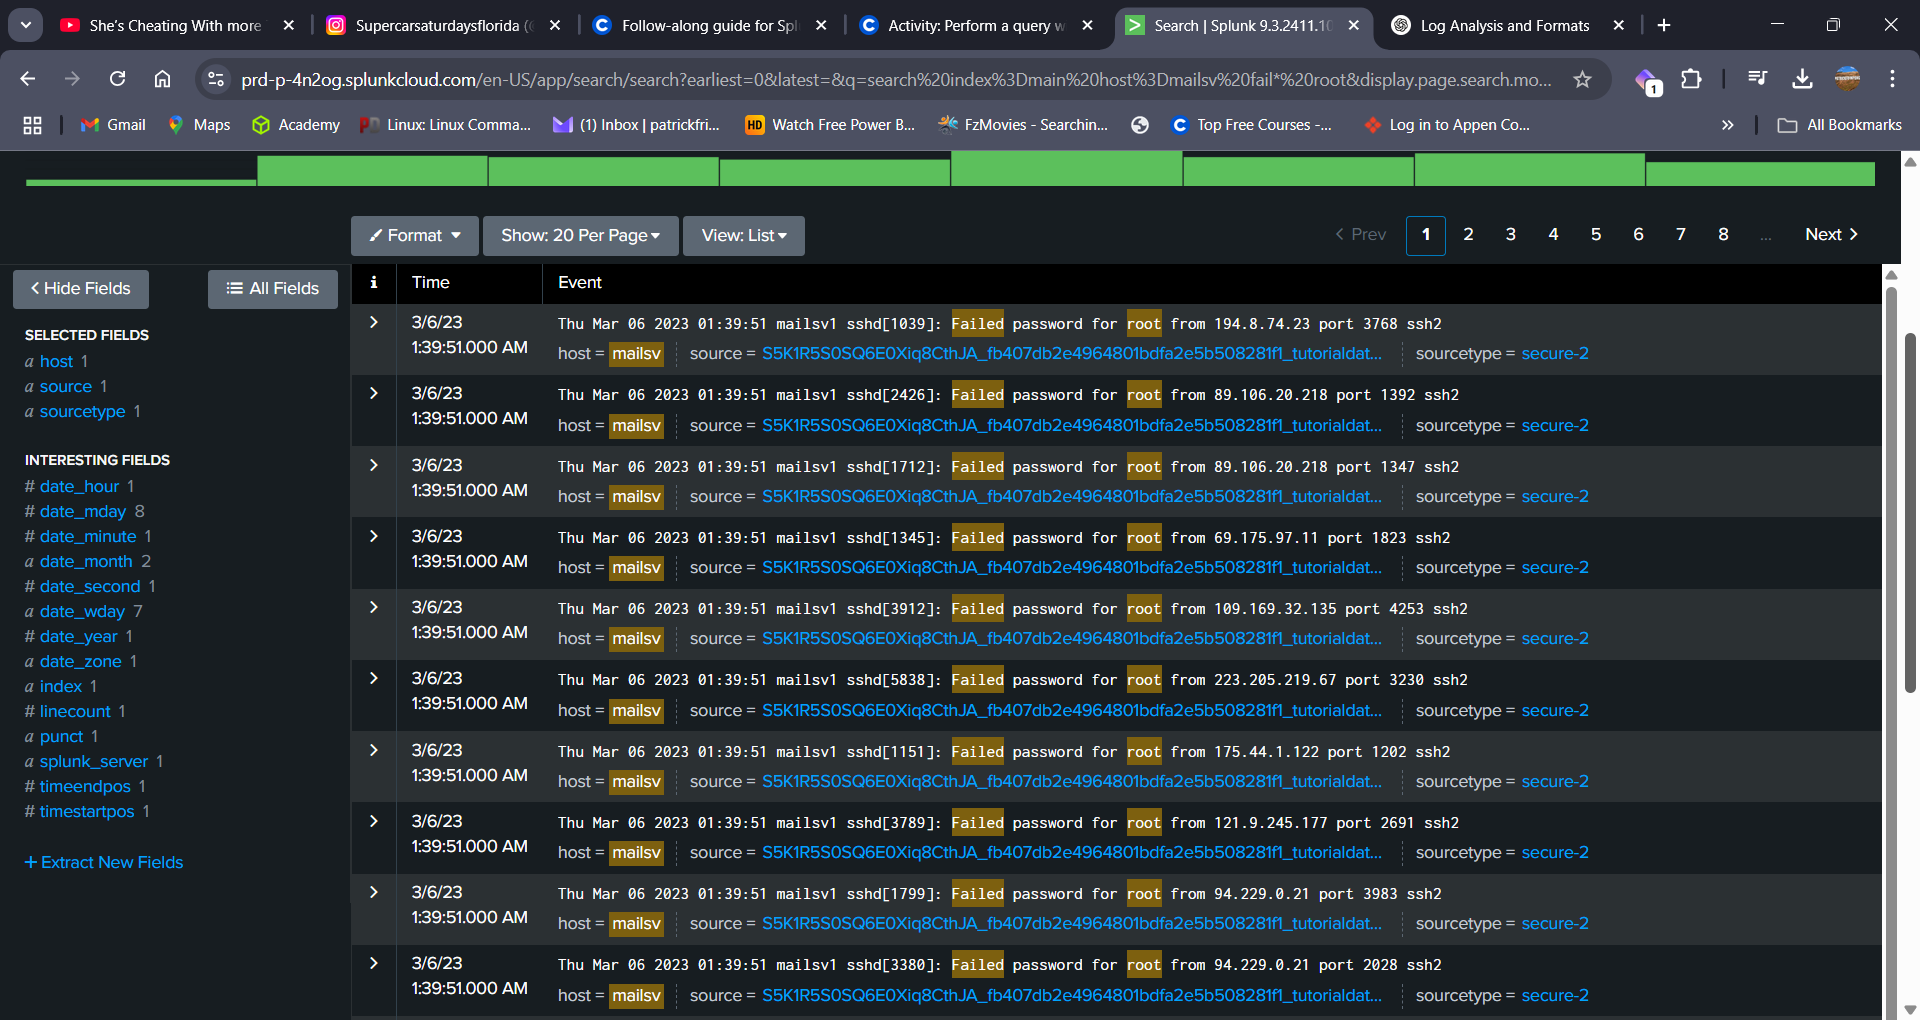 She's Cheating With more
Supercarsaturdaysflorida (
Follow-along guide for Spl
Activity: Perform a query w
Search | Splunk 9.3.2411.10
Log Analysis and Formats
prd-p-4n2og.splunkcloud.com/en-US/app/search/search?earliest=0&latest=&q=search%20index%3Dmain%20host%3Dmailsv%20fail*%20root&display.page.search.mo...
1
Gmail
Maps
Academy
Linux: Linux Comma...
(1) Inbox | patrickfri...
HD Watch Free Power B...
FzMovies - Searchin...
Top Free Courses -...
Log in to Appen Co...
All Bookmarks
Format
Show: 20 Per Page
View: List
< Prev 1 2 3 4 5 6 7 8 ... Next >
Hide Fields
All Fields
SELECTED FIELDS
a host 1
a source 1
a sourcetype 1
INTERESTING FIELDS
# date_hour 1
# date_mday 8
# date_minute 1
a date_month 2
# date_second 1
a date_wday 7
# date_year 1
a date_zone 1
a index 1
# linecount 1
a punct 1
a splunk_server 1
# timeendpos 1
# timestartpos 1
+ Extract New Fields
i Time Event
3/6/23
1:39:51.000 AM
Thu Mar 06 2023 01:39:51 mailsv1 sshd[1039]: Failed password for root from 194.8.74.23 port 3768 ssh2
host = mailsv source = S5K1R5S0SQ6E0Xiq8CthJA_fb407db2e4964801bdfa2e5b508281f1_tutorialdat... sourcetype = secure-2
3/6/23
1:39:51.000 AM
Thu Mar 06 2023 01:39:51 mailsv1 sshd[2426]: Failed password for root from 89.106.20.218 port 1392 ssh2
host = mailsv source = S5K1R5S0SQ6E0Xiq8CthJA_fb407db2e4964801bdfa2e5b508281f1_tutorialdat... sourcetype = secure-2
3/6/23
1:39:51.000 AM
Thu Mar 06 2023 01:39:51 mailsv1 sshd[1712]: Failed password for root from 89.106.20.218 port 1347 ssh2
host = mailsv source = S5K1R5S0SQ6E0Xiq8CthJA_fb407db2e4964801bdfa2e5b508281f1_tutorialdat... sourcetype = secure-2
3/6/23
1:39:51.000 AM
Thu Mar 06 2023 01:39:51 mailsv1 sshd[1345]: Failed password for root from 69.175.97.11 port 1823 ssh2
host = mailsv source = S5K1R5S0SQ6E0Xiq8CthJA_fb407db2e4964801bdfa2e5b508281f1_tutorialdat... sourcetype = secure-2
3/6/23
1:39:51.000 AM
Thu Mar 06 2023 01:39:51 mailsv1 sshd[3912]: Failed password for root from 109.169.32.135 port 4253 ssh2
host = mailsv source = S5K1R5S0SQ6E0Xiq8CthJA_fb407db2e4964801bdfa2e5b508281f1_tutorialdat... sourcetype = secure-2
3/6/23
1:39:51.000 AM
Thu Mar 06 2023 01:39:51 mailsv1 sshd[5838]: Failed password for root from 223.205.219.67 port 3230 ssh2
host = mailsv source = S5K1R5S0SQ6E0Xiq8CthJA_fb407db2e4964801bdfa2e5b508281f1_tutorialdat... sourcetype = secure-2
3/6/23
1:39:51.000 AM
Thu Mar 06 2023 01:39:51 mailsv1 sshd[1151]: Failed password for root from 175.44.1.122 port 1202 ssh2
host = mailsv source = S5K1R5S0SQ6E0Xiq8CthJA_fb407db2e4964801bdfa2e5b508281f1_tutorialdat... sourcetype = secure-2
3/6/23
1:39:51.000 AM
Thu Mar 06 2023 01:39:51 mailsv1 sshd[3789]: Failed password for root from 121.9.245.177 port 2691 ssh2
host = mailsv source = S5K1R5S0SQ6E0Xiq8CthJA_fb407db2e4964801bdfa2e5b508281f1_tutorialdat... sourcetype = secure-2
3/6/23
1:39:51.000 AM
Thu Mar 06 2023 01:39:51 mailsv1 sshd[1799]: Failed password for root from 94.229.0.21 port 3983 ssh2
host = mailsv source = S5K1R5S0SQ6E0Xiq8CthJA_fb407db2e4964801bdfa2e5b508281f1_tutorialdat... sourcetype = secure-2
3/6/23
1:39:51.000 AM
Thu Mar 06 2023 01:39:51 mailsv1 sshd[3380]: Failed password for root from 94.229.0.21 port 2028 ssh2
host = mailsv source = S5K1R5S0SQ6E0Xiq8CthJA_fb407db2e4964801bdfa2e5b508281f1_tutorialdat... sourcetype = secure-2